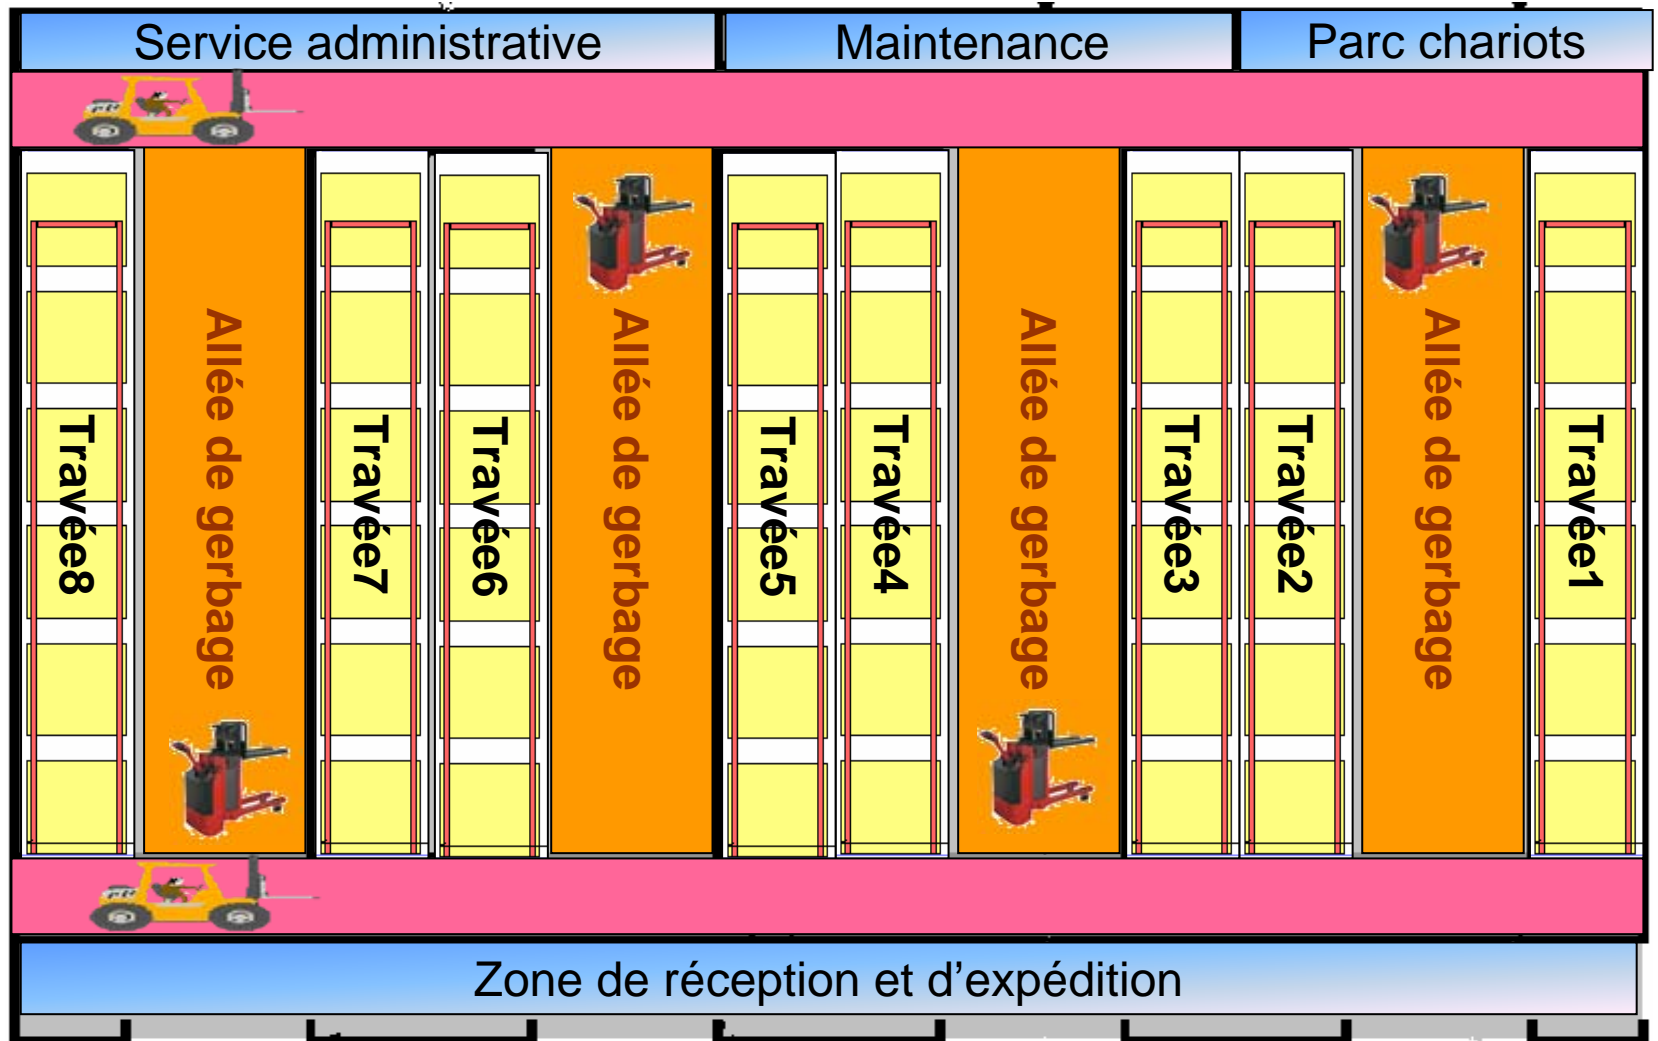 Service administrative
Maintenance
Parc chariots
Travée8
Allée de gerbage
Travée7
Travée6
Allée de gerbage
Travée5
Travée4
Allée de gerbage
Travée3
Travée2
Allée de gerbage
Travée1
Zone de réception et d’expédition